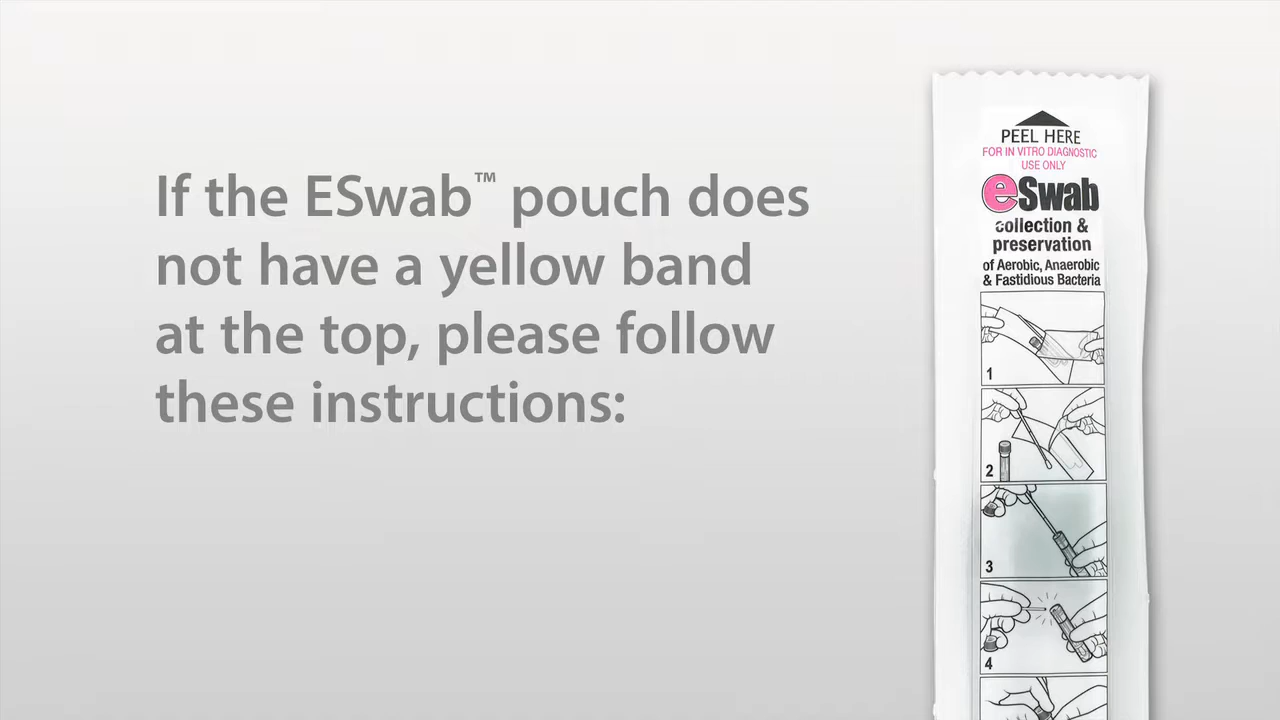 If the ESwab™ pouch does
not have a yellow band
at the top, please follow
these instructions:
PEEL HERE
FOR IN VITRO DIAGNOSTIC
USE ONLY
eSwab
collection &
preservation
of Aerobic, Anaerobic
& Fastidious Bacteria
1
2
3
4